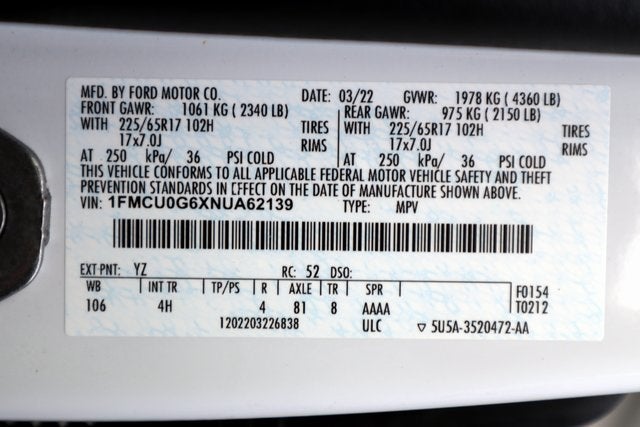 MFD. BY FORD MOTOR CO. DATE: 03/22 GVWR: 1978 KG ( 4360 LB)
FRONT GAWR: 1061 KG ( 2340 LB) REAR GAWR: 975 KG ( 2150 LB)
WITH 225/65R17 102H TIRES WITH 225/65R17 102H TIRES
17x7.0J RIMS 17x7.0J RIMS
AT 250 kPa/ 36 PSI COLD AT 250 kPa/ 36 PSI COLD
THIS VEHICLE CONFORMS TO ALL APPLICABLE FEDERAL MOTOR VEHICLE SAFETY AND THEFT
PREVENTION STANDARDS IN EFFECT ON THE DATE OF MANUFACTURE SHOWN ABOVE.
VIN: 1FMCU0G6XNUA62139 TYPE: MPV
EXT PNT: YZ RC: 52 DSO:
WB INT TR TP/PS R AXLE TR SPR F0154
106 4H 4 81 8 AAAA T0212
1202203226838 ULC ▽ 5U5A-3520472-AA